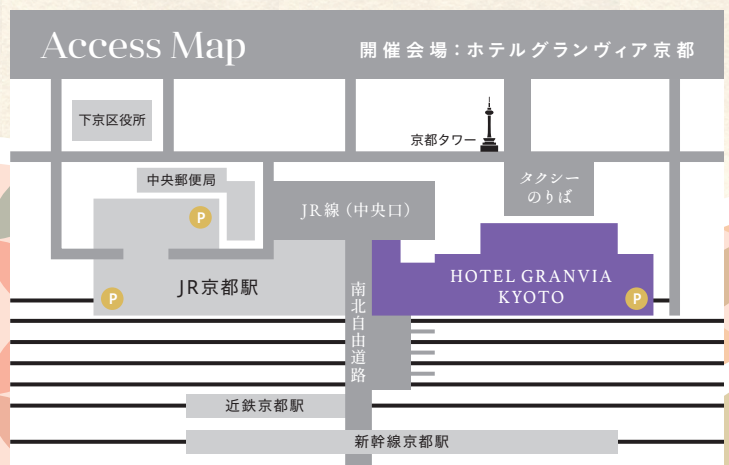 Access Map
開催会場：ホテルグランヴィア京都
下京区役所
京都タワー
中央郵便局
タクシー
のりば
P
JR線（中央口）
HOTEL GRANVIA
KYOTO
JR京都駅
P
P
南北自由道路
近鉄京都駅
新幹線京都駅